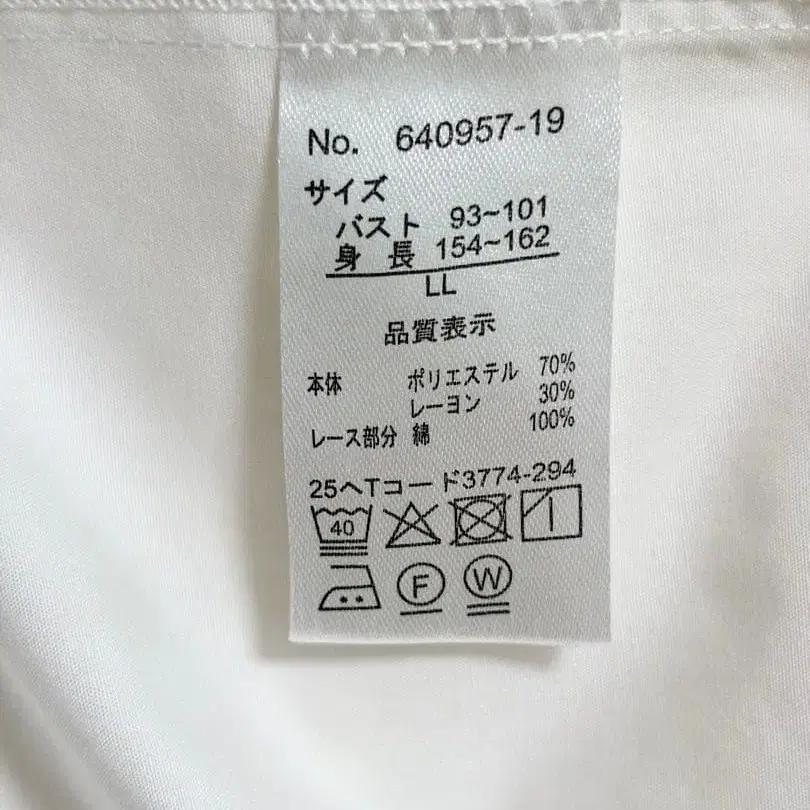 No. 640957-19
サイズ
バスト 93~101
身長 154~162
LL
品質表示
本体 ポリエステル 70%
レーヨン 30%
レース部分 綿 100%
25ヘTコード3774-294
40
F W